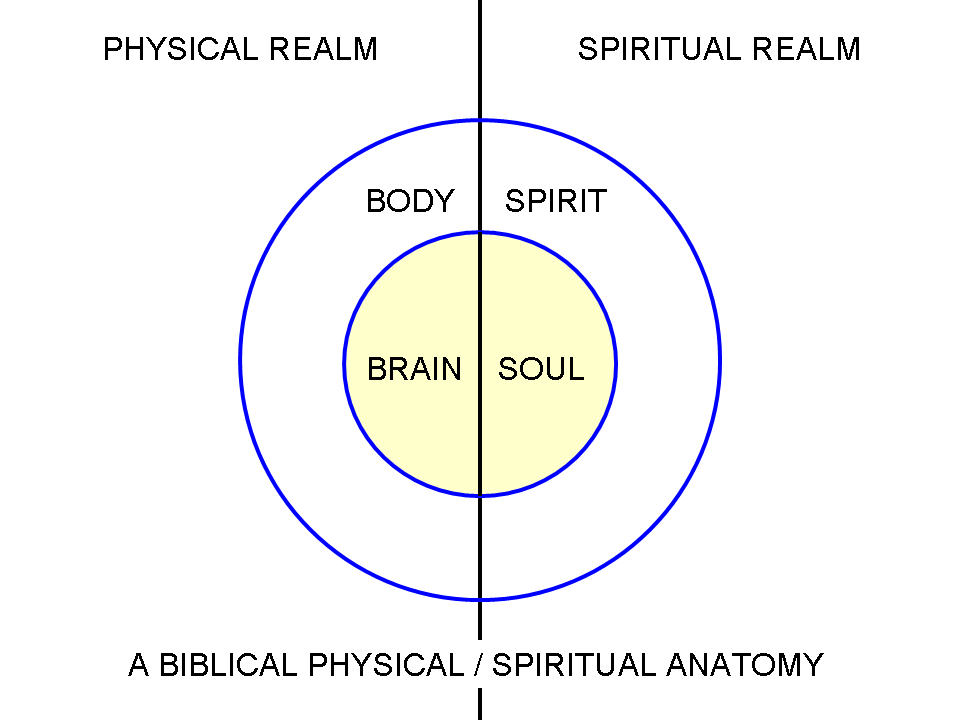 PHYSICAL REALM SPIRITUAL REALM
BODY SPIRIT
BRAIN SOUL
A BIBLICAL PHYSICAL / SPIRITUAL ANATOMY